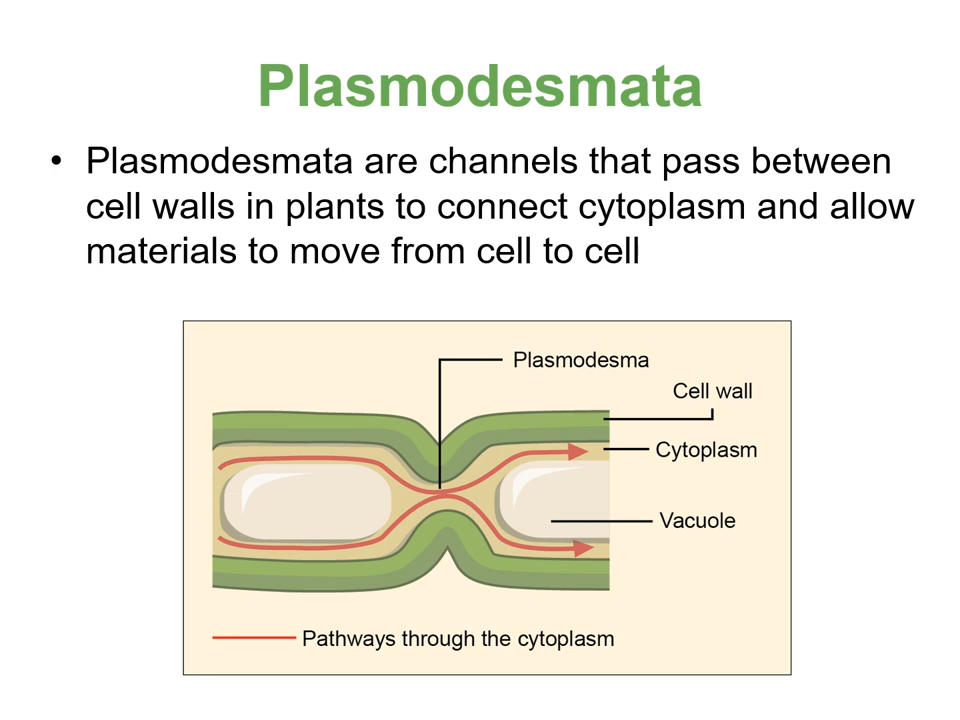 Plasmodesmata
• Plasmodesmata are channels that pass between
cell walls in plants to connect cytoplasm and allow
materials to move from cell to cell
Plasmodesma
Cell wall
Cytoplasm
Vacuole
Pathways through the cytoplasm